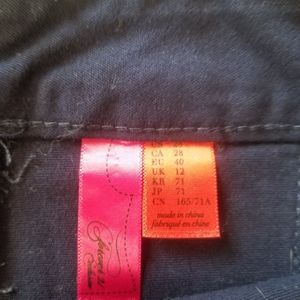 CA 28
EU 40
UK 12
KR 71
JP 71
CN 165/71A
made in china
fabriqué en chine